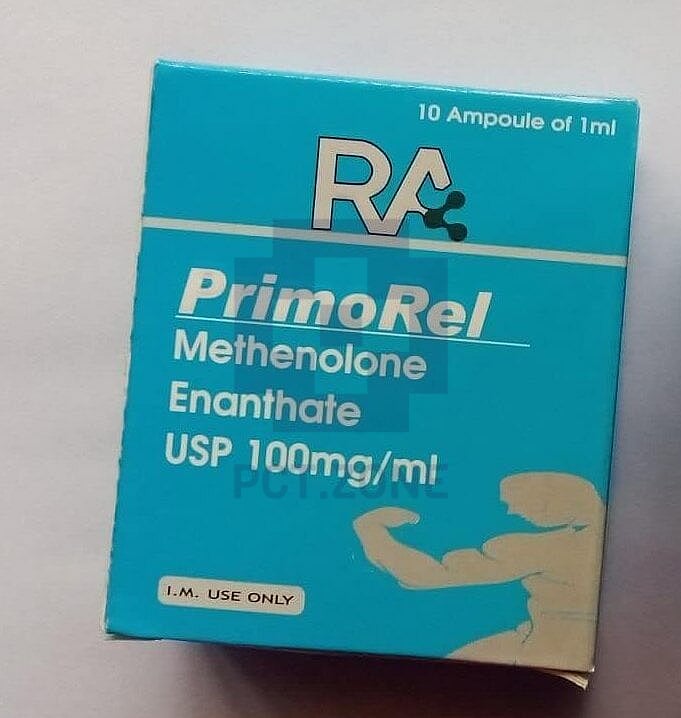 10 Ampoule of 1ml
RA
PrimoRel
Methenolone
Enanthate
USP 100mg/ml
PCT.ZONE
I.M. USE ONLY